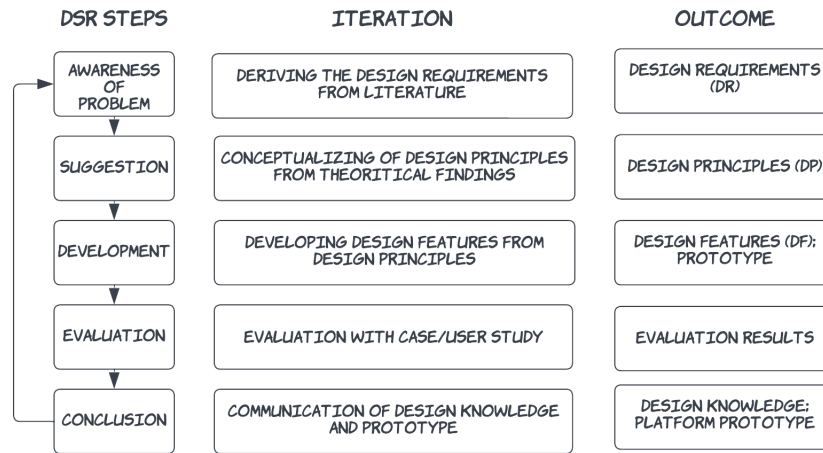 DSR STEPS
ITERATION
OUTCOME
AWARENESS
OF
PROBLEM
DERIVING THE DESIGN REQUIREMENTS
FROM LITERATURE
DESIGN REQUIREMENTS
(DR)
SUGGESTION
CONCEPTUALIZING OF DESIGN PRINCIPLES
FROM THEORITICAL FINDINGS
DESIGN PRINCIPLES (DP)
DEVELOPMENT
DEVELOPING DESIGN FEATURES FROM
DESIGN PRINCIPLES
DESIGN FEATURES (DF);
PROTOTYPE
EVALUATION
EVALUATION WITH CASE/USER STUDY
EVALUATION RESULTS
CONCLUSION
COMMUNICATION OF DESIGN KNOWLEDGE
AND PROTOTYPE
DESIGN KNOWLEDGE;
PLATFORM PROTOTYPE